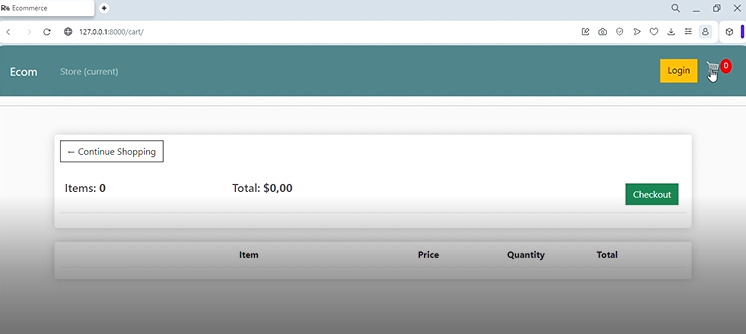 Ecommerce
127.0.0.1:8000/cart/
Ecom Store (current) Login 0
← Continue Shopping
Items: 0 Total: $0,00 Checkout
Item Price Quantity Total